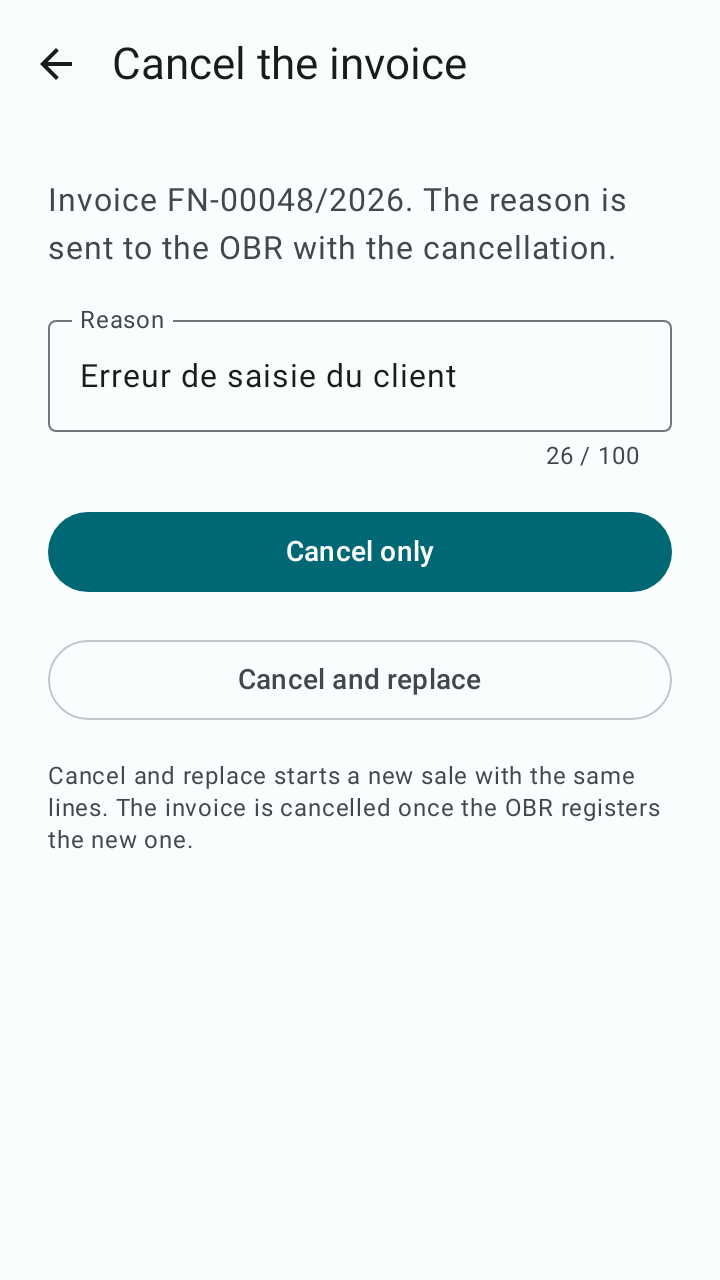 Cancel the invoice
Invoice FN-00048/2026. The reason is
sent to the OBR with the cancellation.
Reason
Erreur de saisie du client
26 / 100
Cancel only
Cancel and replace
Cancel and replace starts a new sale with the same
lines. The invoice is cancelled once the OBR registers
the new one.